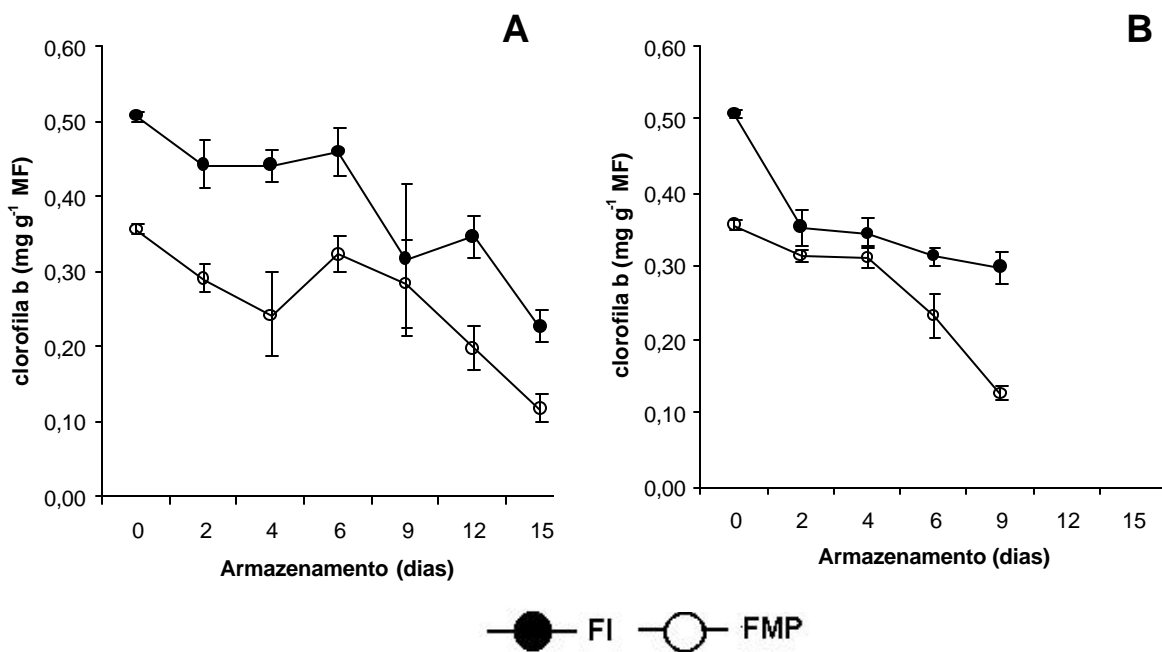 A
0,60
0,50
0,40
0,30
0,20
0,10
0,00
clorofila b (mg g⁻¹ MF)
0 2 4 6 9 12 15
Armazenamento (dias)
B
0,60
0,50
0,40
0,30
0,20
0,10
0,00
clorofila b (mg g⁻¹ MF)
0 2 4 6 9 12 15
Armazenamento (dias)
FI FMP